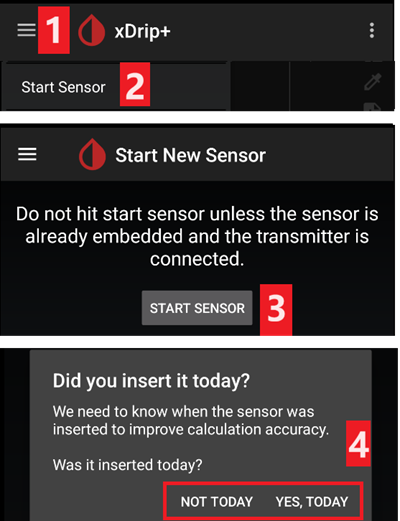 1 xDrip+
Start Sensor 2
Start New Sensor
Do not hit start sensor unless the sensor is
already embedded and the transmitter is
connected.
START SENSOR 3
Did you insert it today?
We need to know when the sensor was
inserted to improve calculation accuracy.
4
Was it inserted today?
NOT TODAY YES, TODAY